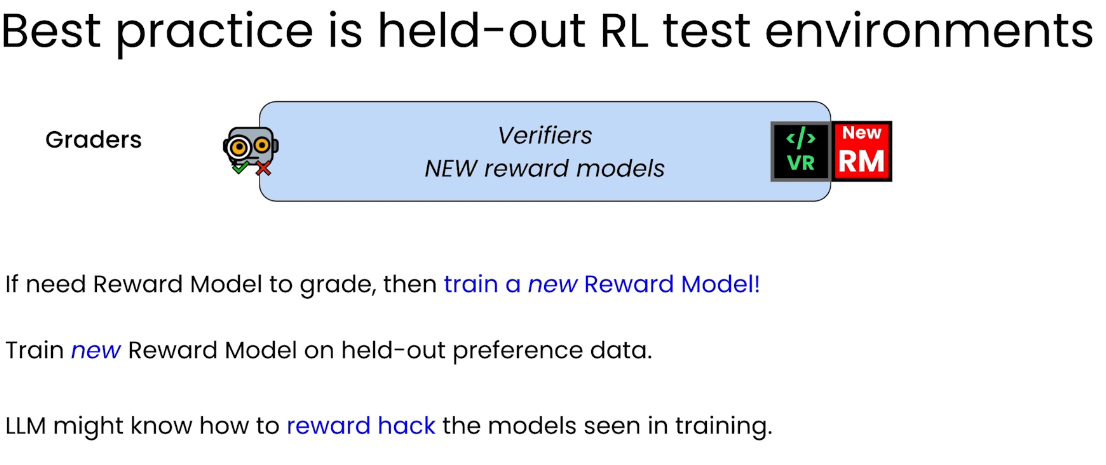 Best practice is held-out RL test environments
Graders
Verifiers
NEW reward models
</>
VR
New
RM
If need Reward Model to grade, then train a new Reward Model!
Train new Reward Model on held-out preference data.
LLM might know how to reward hack the models seen in training.